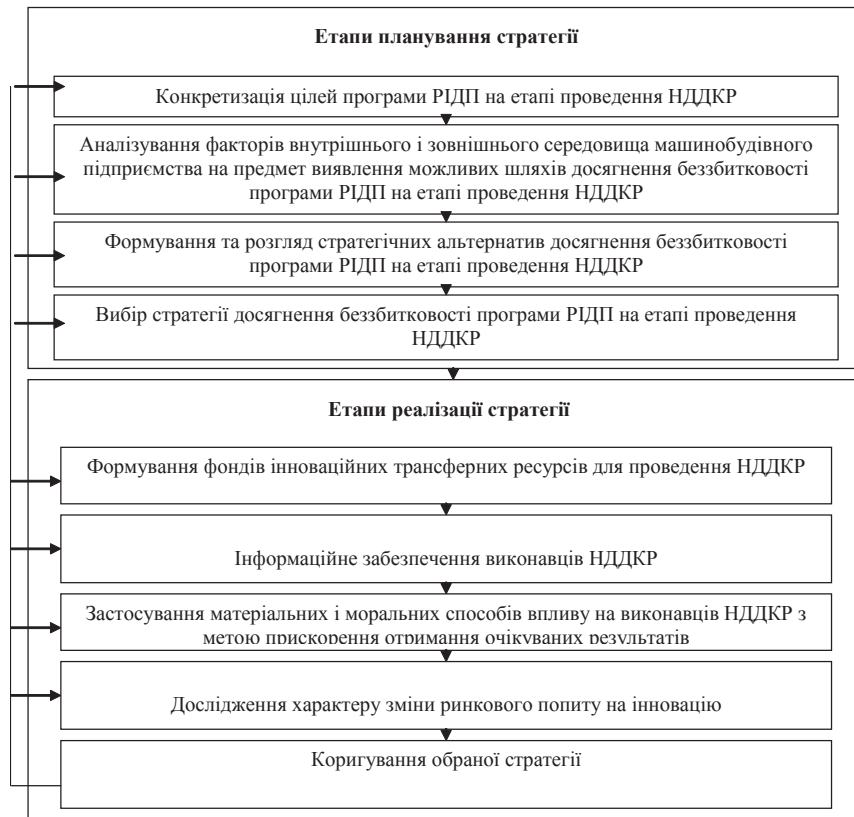 Етапи планування стратегії
Конкретизація цілей програми РІДП на етапі проведення НДДКР
Аналізування факторів внутрішнього і зовнішнього середовища машинобудівного
підприємства на предмет виявлення можливих шляхів досягнення беззбитковості
програми РІДП на етапі проведення НДДКР
Формування та розгляд стратегічних альтернатив досягнення беззбитковості
програми РІДП на етапі проведення НДДКР
Вибір стратегії досягнення беззбитковості програми РІДП на етапі проведення
НДДКР
Етапи реалізації стратегії
Формування фондів інноваційних трансферних ресурсів для проведення НДДКР
Інформаційне забезпечення виконавців НДДКР
Застосування матеріальних і моральних способів впливу на виконавців НДДКР з
метою прискорення отримання очікуваних результатів
Дослідження характеру зміни ринкового попиту на інновацію
Коригування обраної стратегії